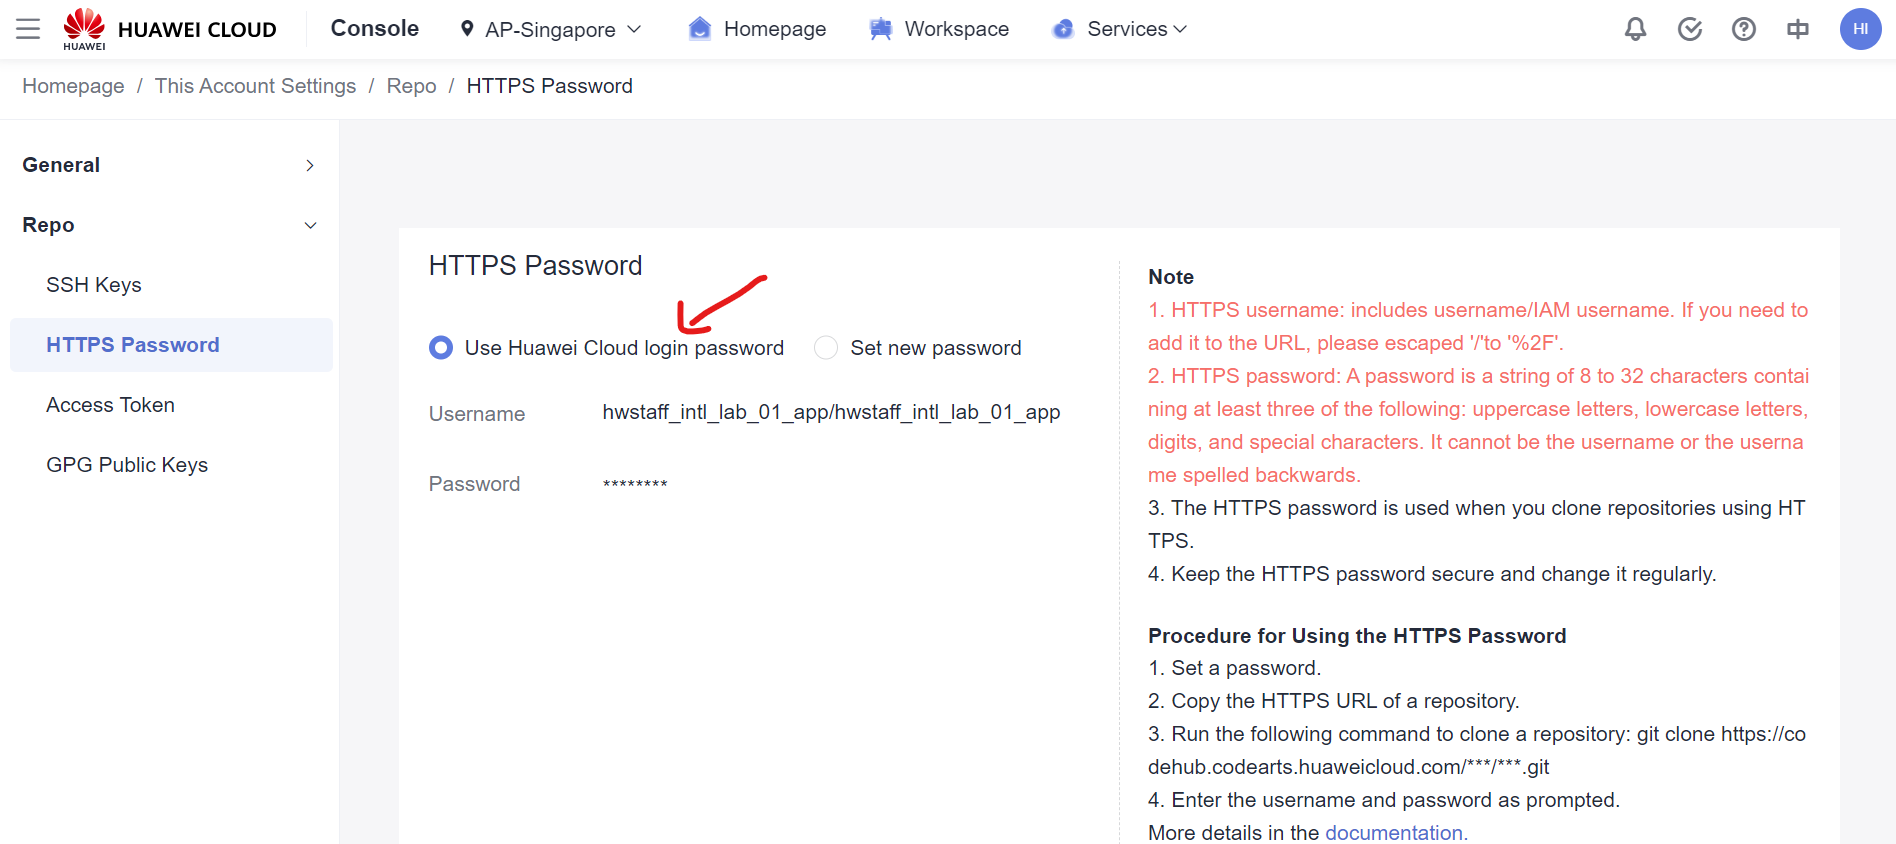 HUAWEI
HUAWEI CLOUD
Console
AP-Singapore
Homepage
Workspace
Services
HI
Homepage / This Account Settings / Repo / HTTPS Password
General
Repo
SSH Keys
HTTPS Password
Access Token
GPG Public Keys
HTTPS Password
Use Huawei Cloud login password
Set new password
Username hwstaff_intl_lab_01_app/hwstaff_intl_lab_01_app
Password ********
Note
1. HTTPS username: includes username/IAM username. If you need to
add it to the URL, please escaped '/'to '%2F'.
2. HTTPS password: A password is a string of 8 to 32 characters contai
ning at least three of the following: uppercase letters, lowercase letters,
digits, and special characters. It cannot be the username or the userna
me spelled backwards.
3. The HTTPS password is used when you clone repositories using HT
TPS.
4. Keep the HTTPS password secure and change it regularly.
Procedure for Using the HTTPS Password
1. Set a password.
2. Copy the HTTPS URL of a repository.
3. Run the following command to clone a repository: git clone https://co
dehub.codearts.huaweicloud.com/***/***.git
4. Enter the username and password as prompted.
More details in the documentation.